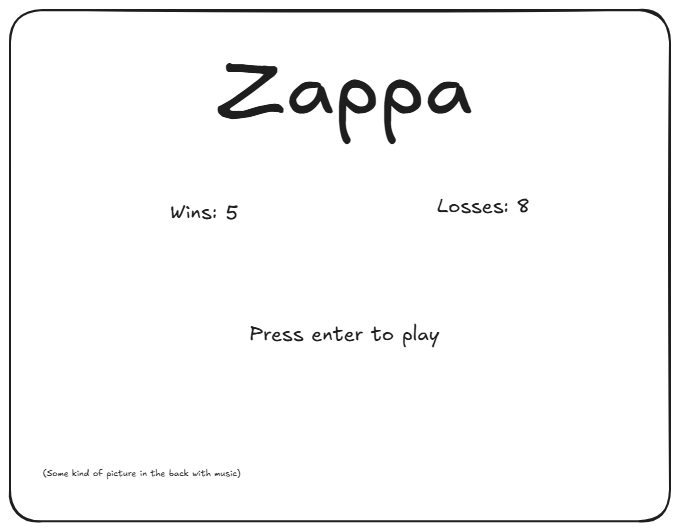 Zappa
Wins: 5
Losses: 8
Press enter to play
(Some kind of picture in the back with music)